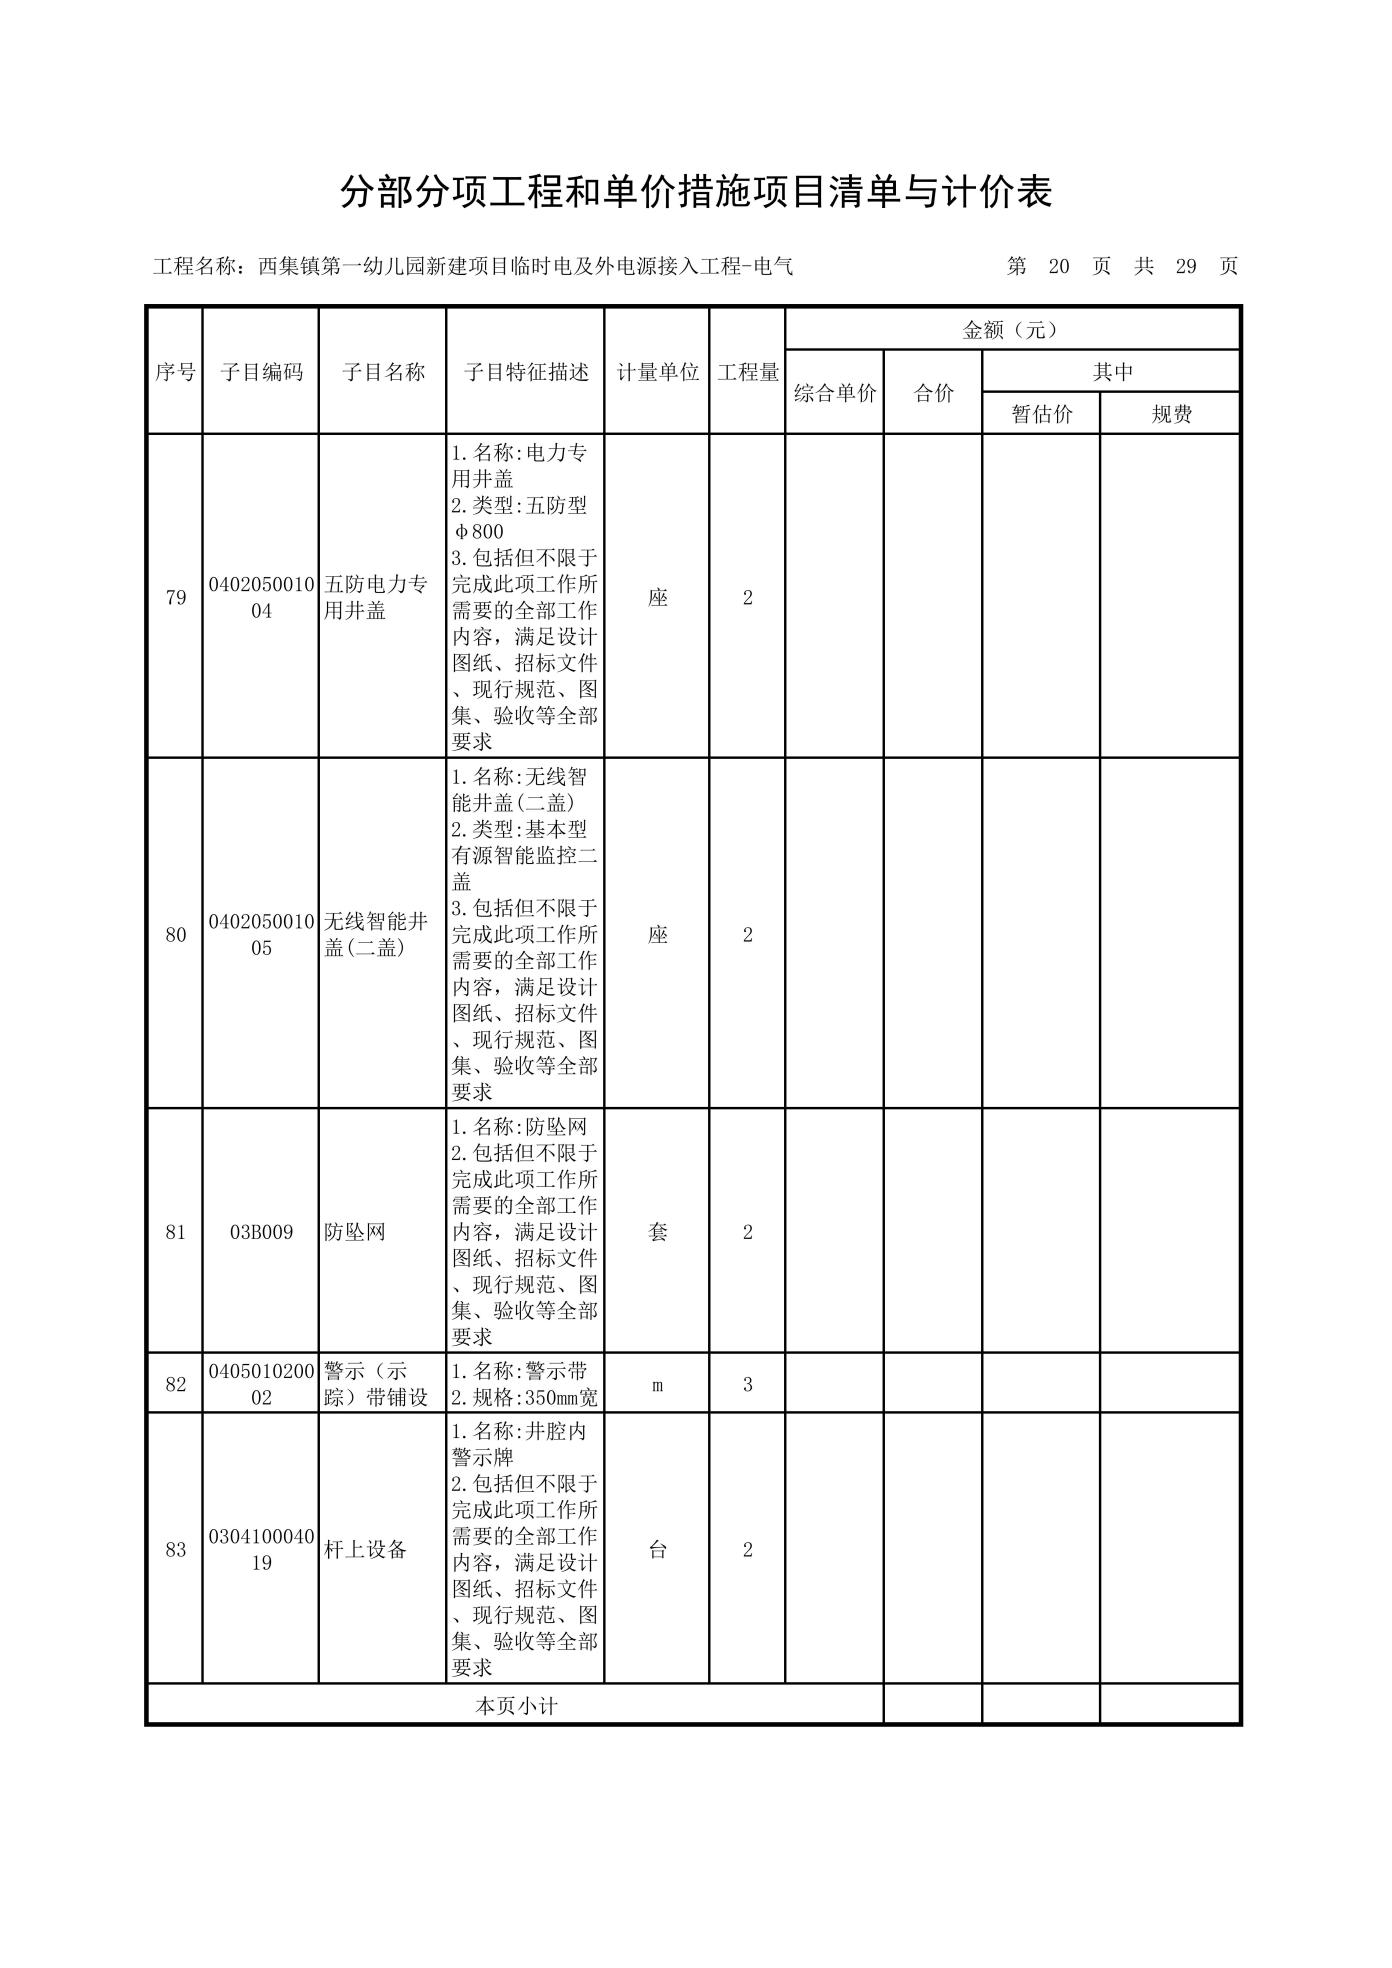 分部分项工程和单价措施项目清单与计价表
工程名称：西集镇第一幼儿园新建项目临时电及外电源接入工程-电气 第 20 页 共 29 页
序号 子目编码 子目名称 子目特征描述 计量单位 工程量 金额（元）
综合单价 合价 其中
暂估价 规费
79
0402050010
04
五防电力专
用井盖
1.名称:电力专
用井盖
2.类型:五防型
φ800
3.包括但不限于
完成此项工作所
需要的全部工作
内容，满足设计
图纸、招标文件
、现行规范、图
集、验收等全部
要求
座
2
80
0402050010
05
无线智能井
盖(二盖)
1.名称:无线智
能井盖(二盖)
2.类型:基本型
有源智能监控二
盖
3.包括但不限于
完成此项工作所
需要的全部工作
内容，满足设计
图纸、招标文件
、现行规范、图
集、验收等全部
要求
座
2
81
03B009
防坠网
1.名称:防坠网
2.包括但不限于
完成此项工作所
需要的全部工作
内容，满足设计
图纸、招标文件
、现行规范、图
集、验收等全部
要求
套
2
82
0405010200
02
警示（示
踪）带铺设
1.名称:警示带
2.规格:350mm宽
m
3
83
0304100040
19
杆上设备
1.名称:井腔内
警示牌
2.包括但不限于
完成此项工作所
需要的全部工作
内容，满足设计
图纸、招标文件
、现行规范、图
集、验收等全部
要求
台
2
本页小计